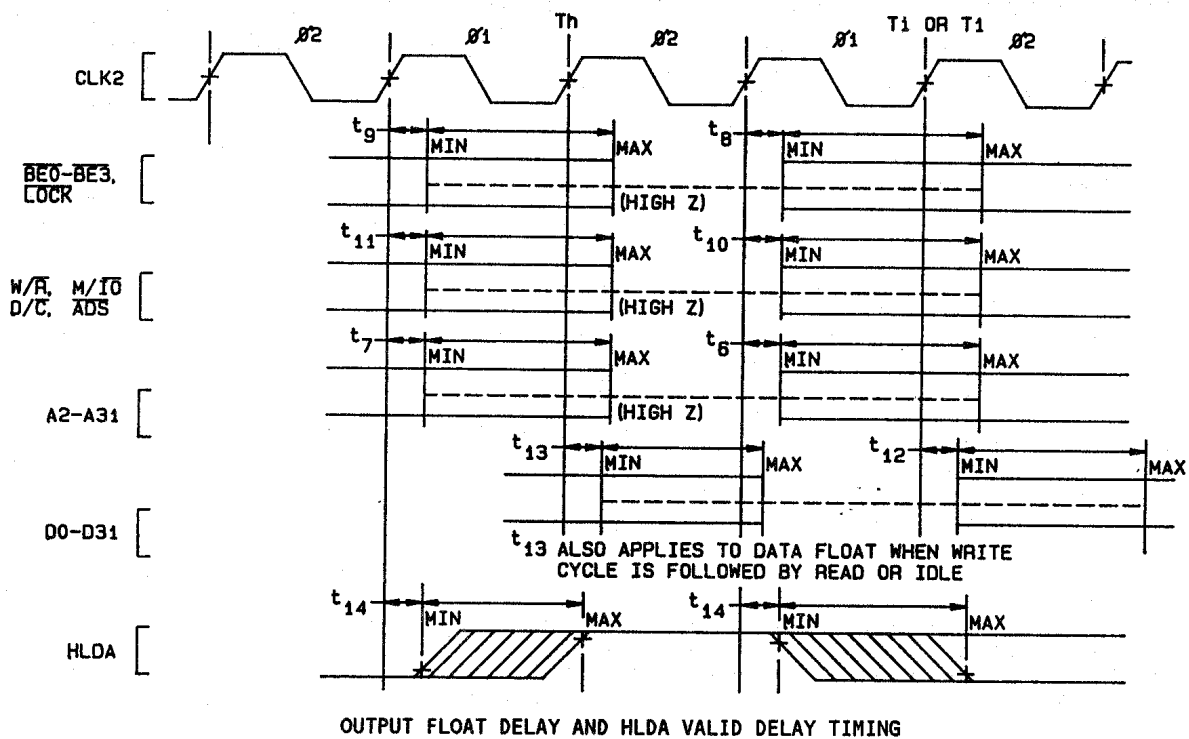 Th Ti OR T1
Ø2 Ø1 Ø2 Ø1 Ø2
CLK2
t9 MIN MAX t8 MIN MAX
BE0-BE3,
LOCK
(HIGH Z)
t11 MIN MAX t10 MIN MAX
W/R, M/IO
D/C, ADS
(HIGH Z)
t7 MIN MAX t6 MIN MAX
A2-A31
(HIGH Z)
t13 MIN MAX t12 MIN MAX
D0-D31
t13 ALSO APPLIES TO DATA FLOAT WHEN WRITE
CYCLE IS FOLLOWED BY READ OR IDLE
t14 MIN MAX t14 MIN MAX
HLDA
OUTPUT FLOAT DELAY AND HLDA VALID DELAY TIMING